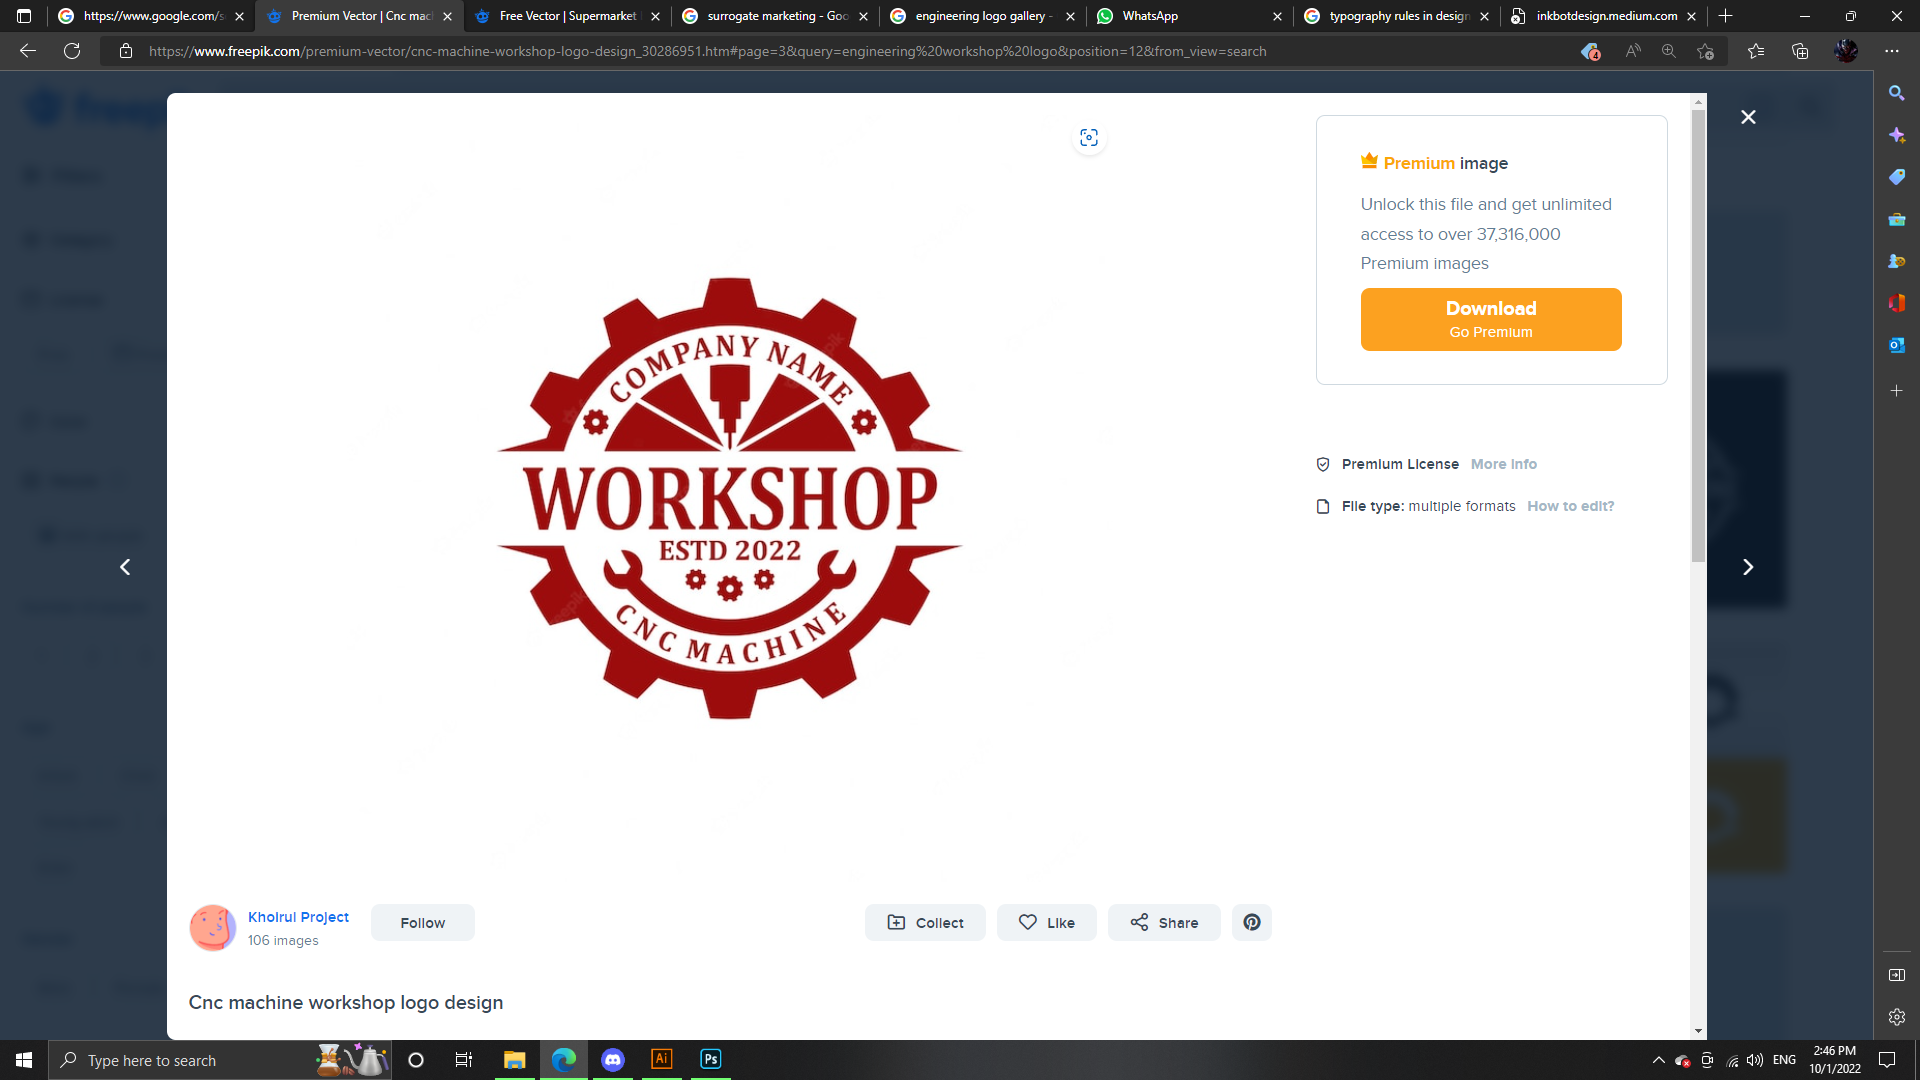 https://www.google.com/s
Premium Vector | Cnc mac
Free Vector | Supermarket
surrogate marketing - Goo
engineering logo gallery -
WhatsApp
typography rules in design
inkbotdesign.medium.com
https://www.freepik.com/premium-vector/cnc-machine-workshop-logo-design_30286951.htm#page=3&query=engineering%20workshop%20logo&position=12&from_view=search
4
Premium image
Unlock this file and get unlimited
access to over 37,316,000
Premium images
Download
Go Premium
COMPANY NAME
WORKSHOP
ESTD 2022
CNC MACHINE
Premium License More info
File type: multiple formats How to edit?
Khoirul Project
106 images
Follow
Collect
Like
Share
Cnc machine workshop logo design
Type here to search
Ai
Ps
ENG
2:46 PM
10/1/2022